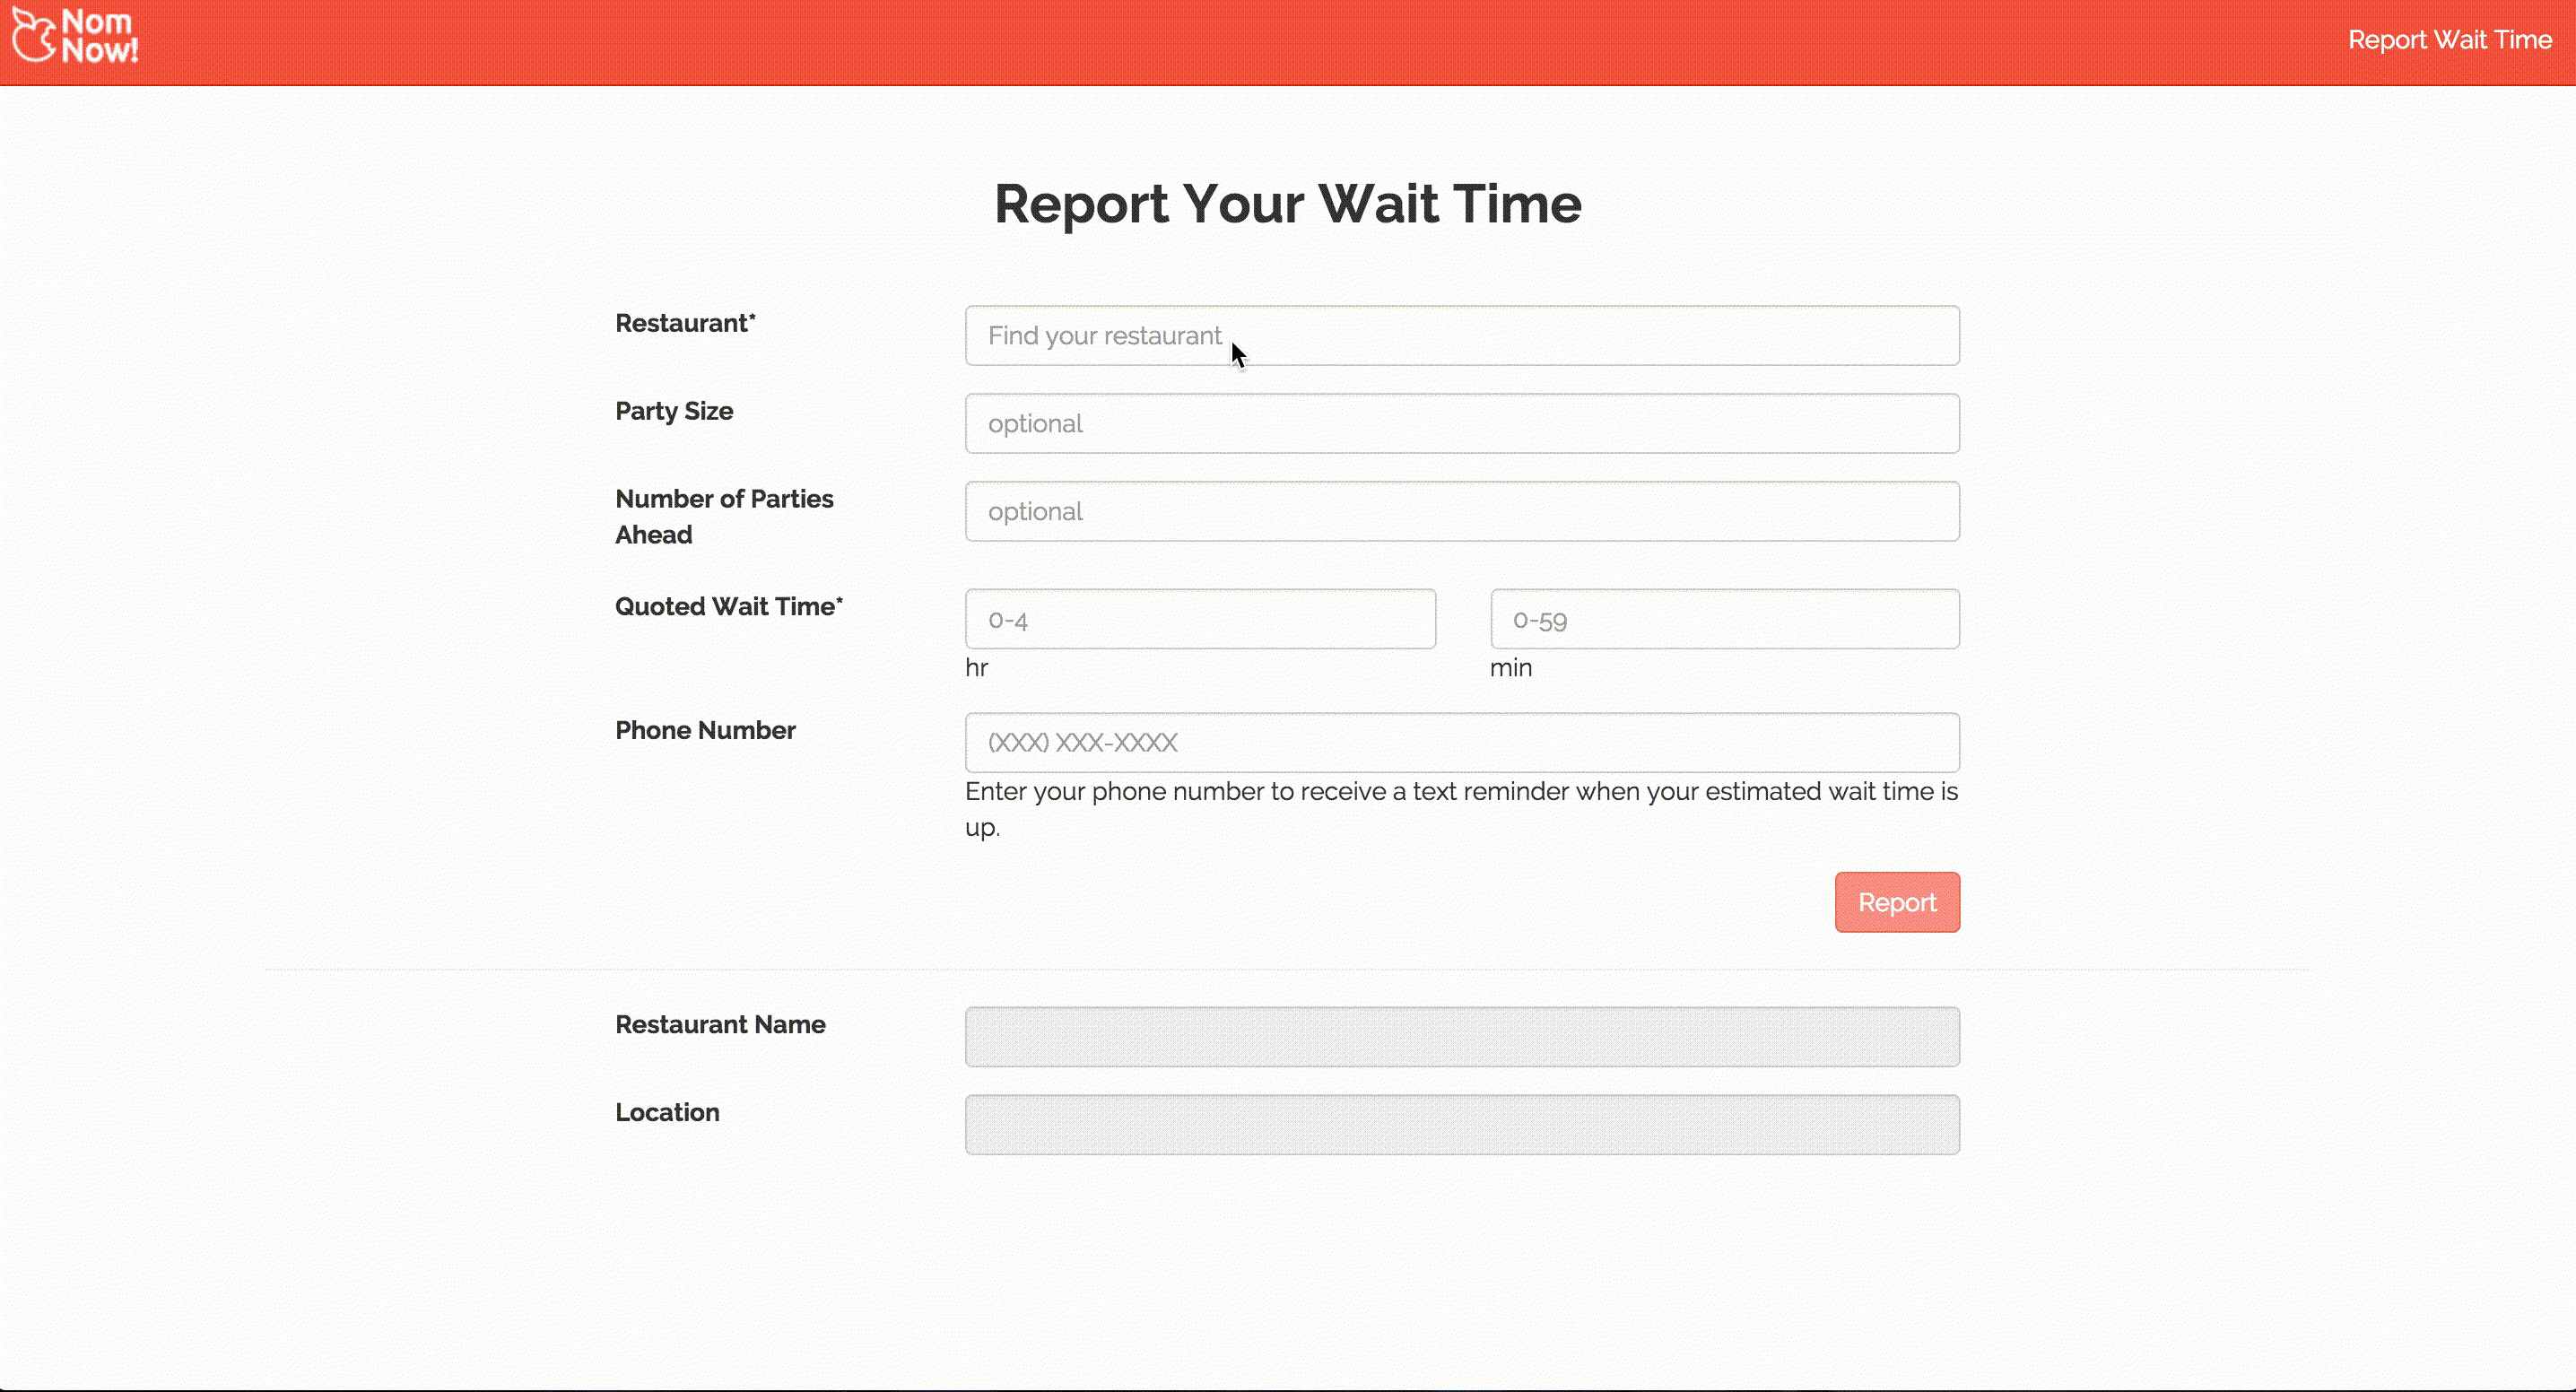 Nom
Now!
Report Wait Time
Report Your Wait Time
Restaurant*
Find your restaurant
Party Size
optional
Number of Parties
Ahead
optional
Quoted Wait Time*
0-4
0-59
hr
min
Phone Number
(XXX) XXX-XXXX
Enter your phone number to receive a text reminder when your estimated wait time is
up.
Report
Restaurant Name
Location